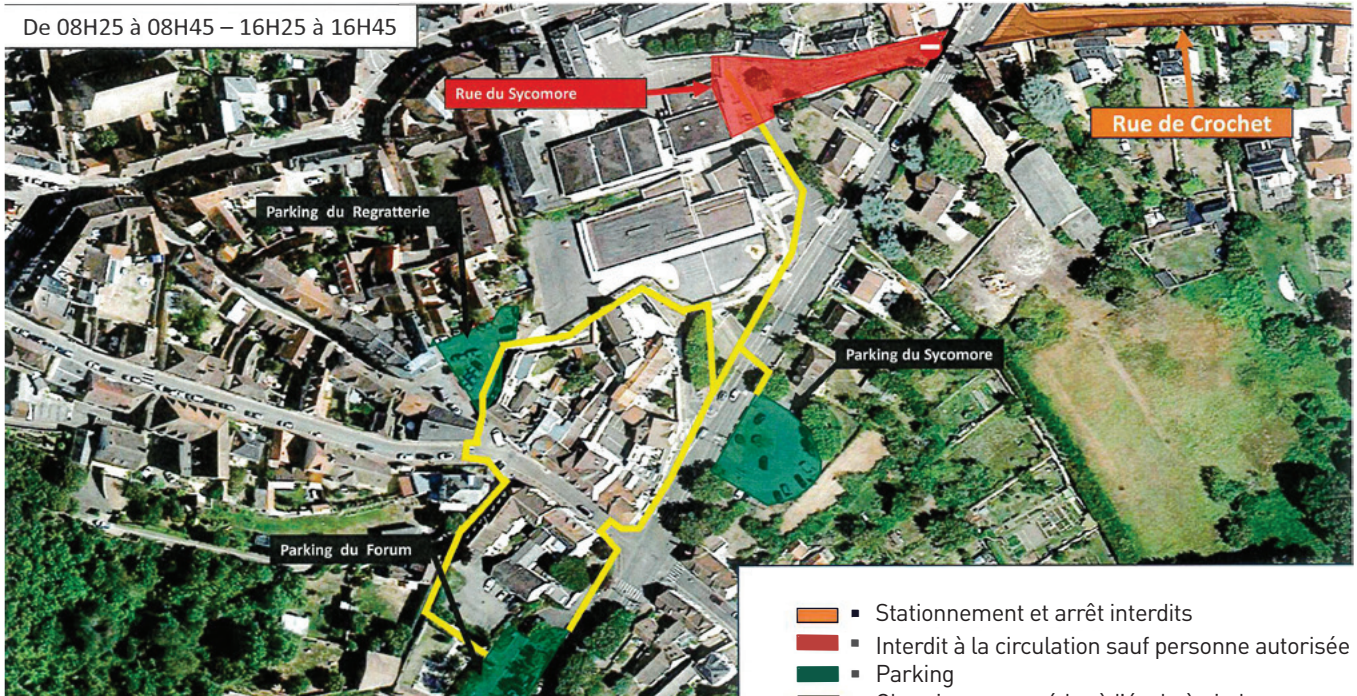 De 08H25 à 08H45 – 16H25 à 16H45
Rue du Sycomore
Rue de Crochet
Parking du Regratterie
Parking du Sycomore
Parking du Forum
Stationnement et arrêt interdits
Interdit à la circulation sauf personne autorisée
Parking